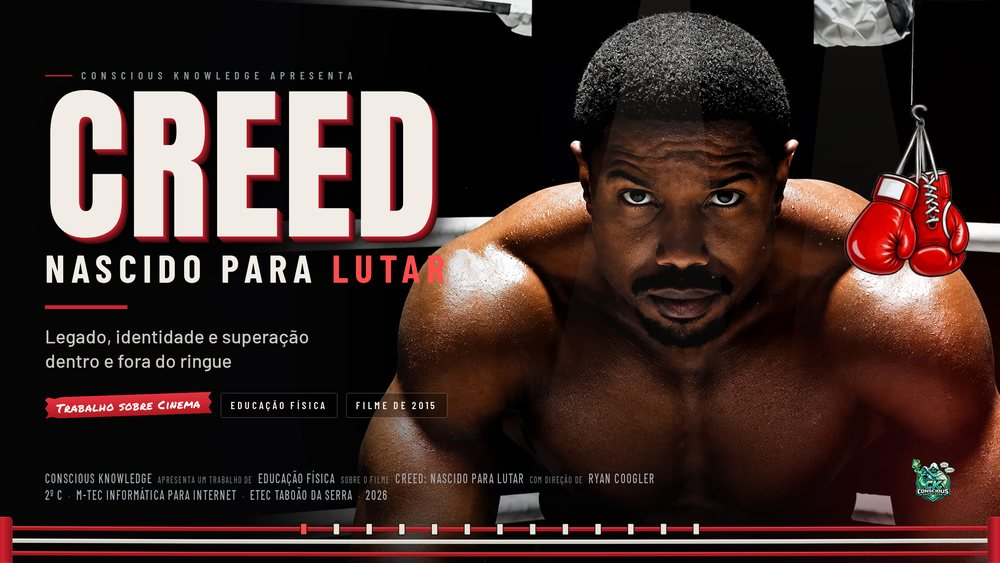 CONSCIOUS KNOWLEDGE APRESENTA
CREED
NASCIDO PARA LUTAR
Legado, identidade e superação
dentro e fora do ringue
TRABALHO SOBRE CINEMA
EDUCAÇÃO FÍSICA
FILME DE 2015
CONSCIOUS KNOWLEDGE APRESENTA UM TRABALHO DE EDUCAÇÃO FÍSICA SOBRE O FILME CREED: NASCIDO PARA LUTAR COM DIREÇÃO DE RYAN COOGLER
2º C · M-TEC INFORMÁTICA PARA INTERNET · ETEC TABOÃO DA SERRA · 2026
CK
CONSCIOUS